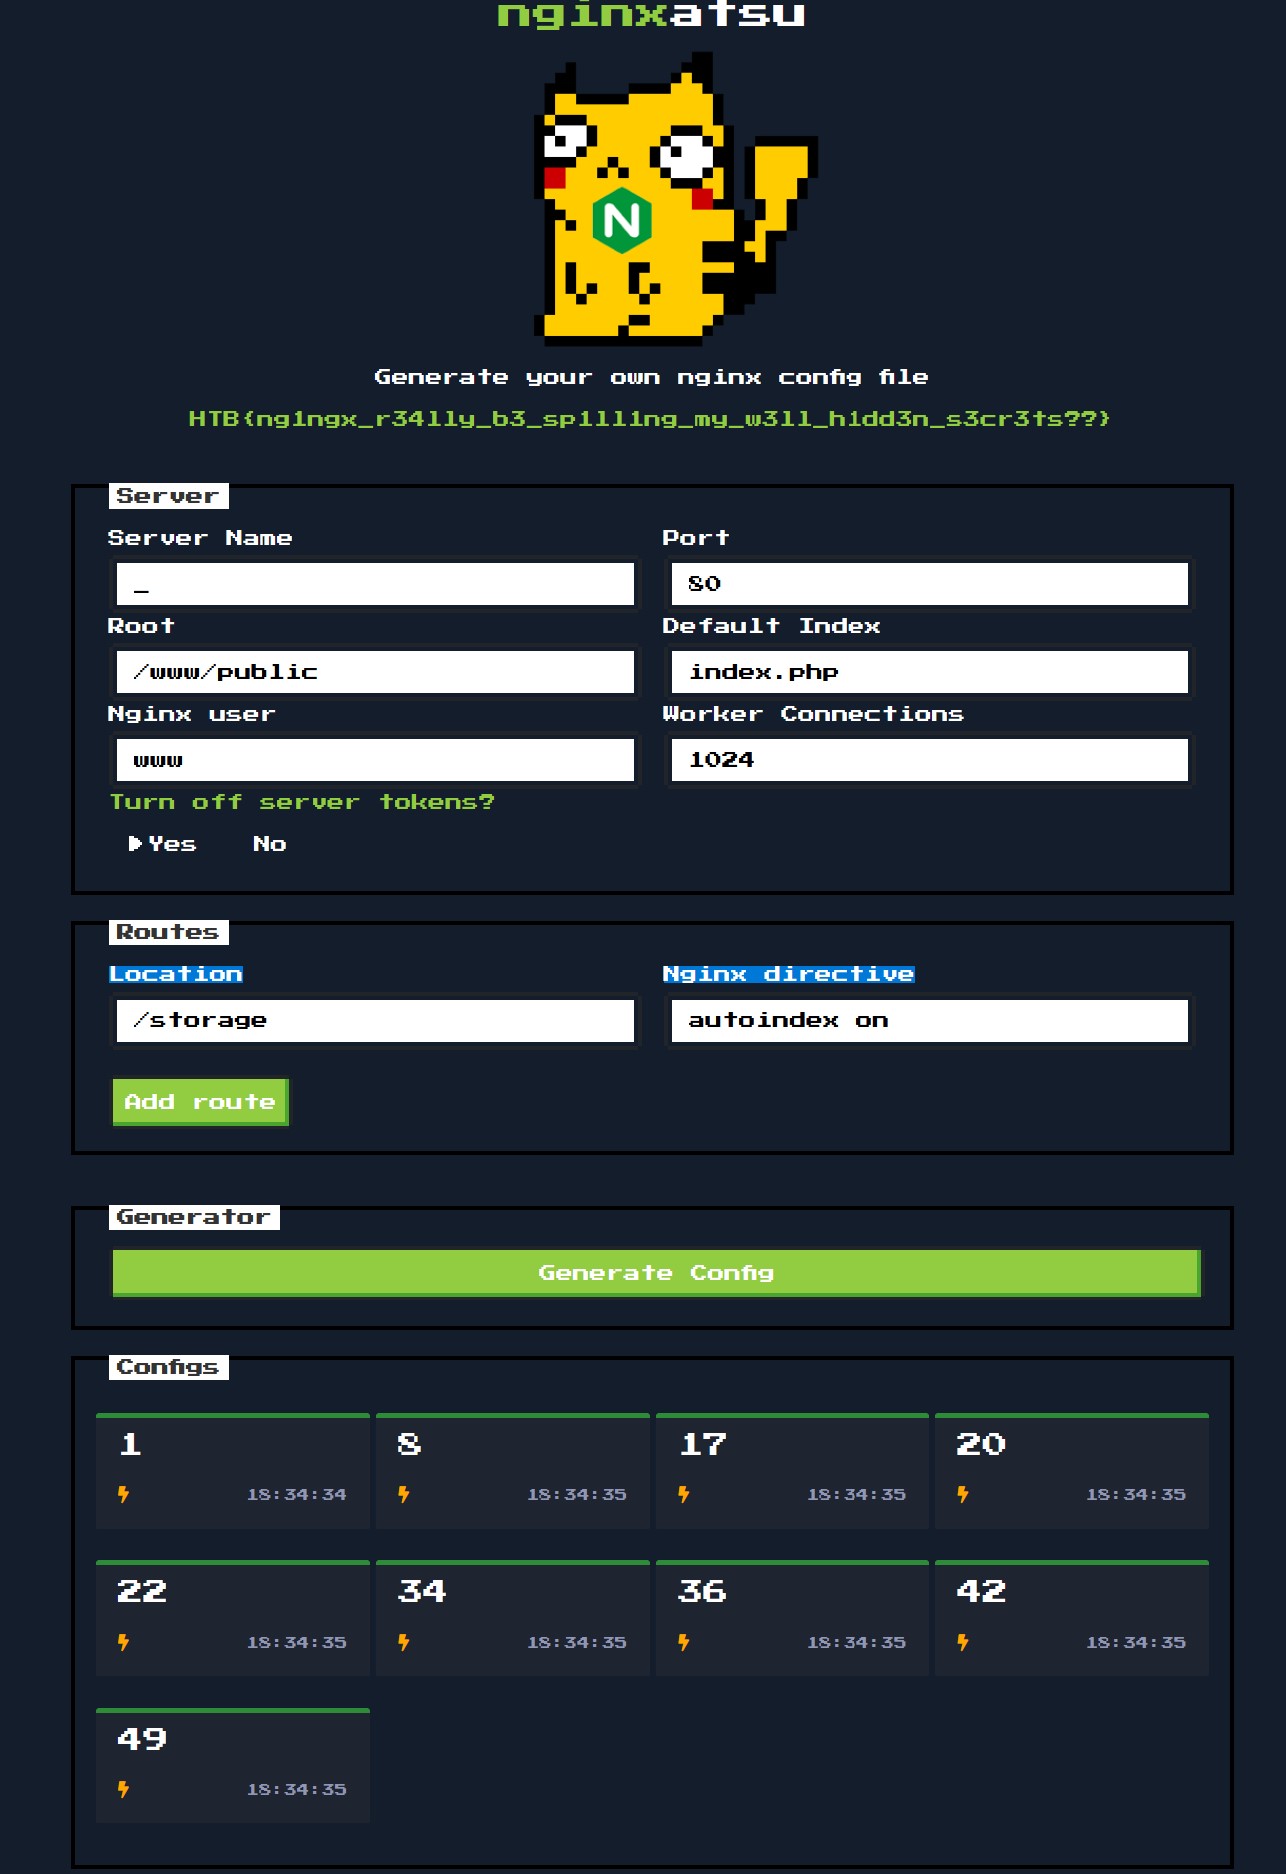 nginxatsu
N
Generate your own nginx config file
HTB{ng1ngx_r34lly_b3_sp1ll1ng_my_w3ll_h1dd3n_s3cr3ts??}
Server
Server Name Port
_ 80
Root Default Index
/www/public index.php
Nginx user Worker Connections
www 1024
Turn off server tokens?
Yes No
Routes
Location Nginx directive
/storage autoindex on
Add route
Generator
Generate Config
Configs
1 8 17 20
18:34:34 18:34:35 18:34:35 18:34:35
22 34 36 42
18:34:35 18:34:35 18:34:35 18:34:35
49
18:34:35